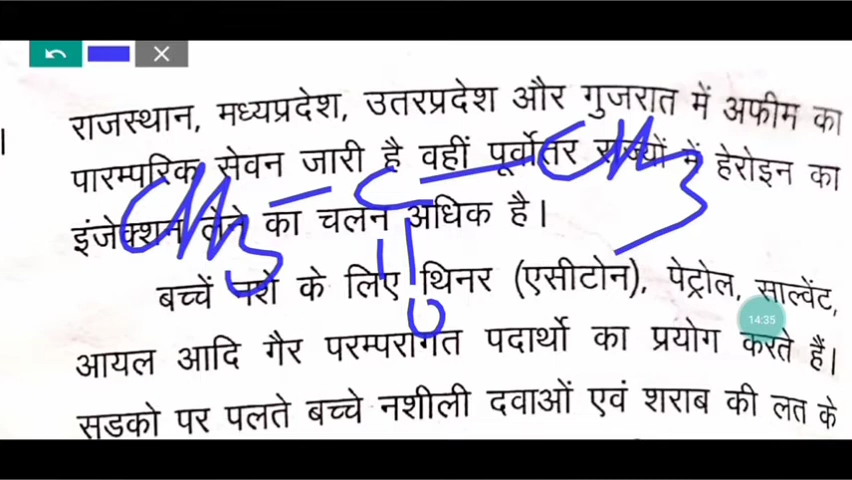 राजस्थान, मध्यप्रदेश, उतरप्रदेश और गुजरात में अफीम का
पारम्परिक सेवन जारी है वहीं पूर्वोतर राज्यों में हेरोइन का
इंजेक्शन लेने का चलन अधिक है।
CH3 - C - CH3
बच्चें नशे के लिए थिनर (एसीटोन), पेट्रोल, साल्वेंट,
O
14:35
आयल आदि गैर परम्परागत पदार्थो का प्रयोग करते हैं।
सडको पर पलते बच्चे नशीली दवाओं एवं शराब की लत के